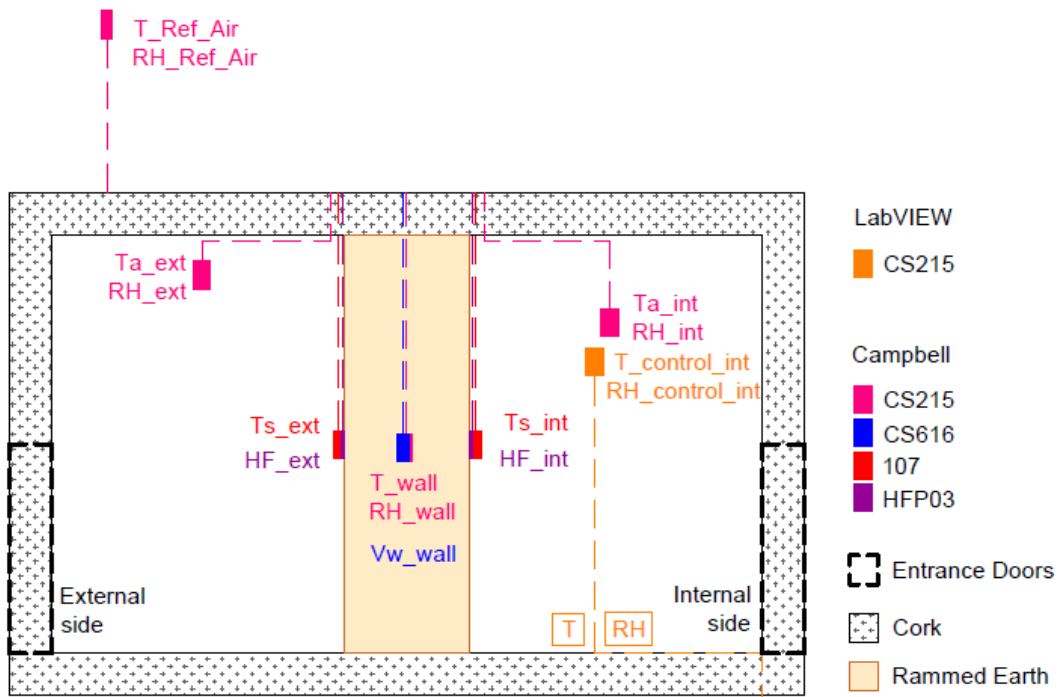 T_Ref_Air
RH_Ref_Air
Ta_ext
RH_ext
Ta_int
RH_int
T_control_int
RH_control_int
Ts_ext
HF_ext
Ts_int
HF_int
T_wall
RH_wall
Vw_wall
External
side
Internal
side
T
RH
LabVIEW
CS215
Campbell
CS215
CS616
107
HFP03
Entrance Doors
Cork
Rammed Earth